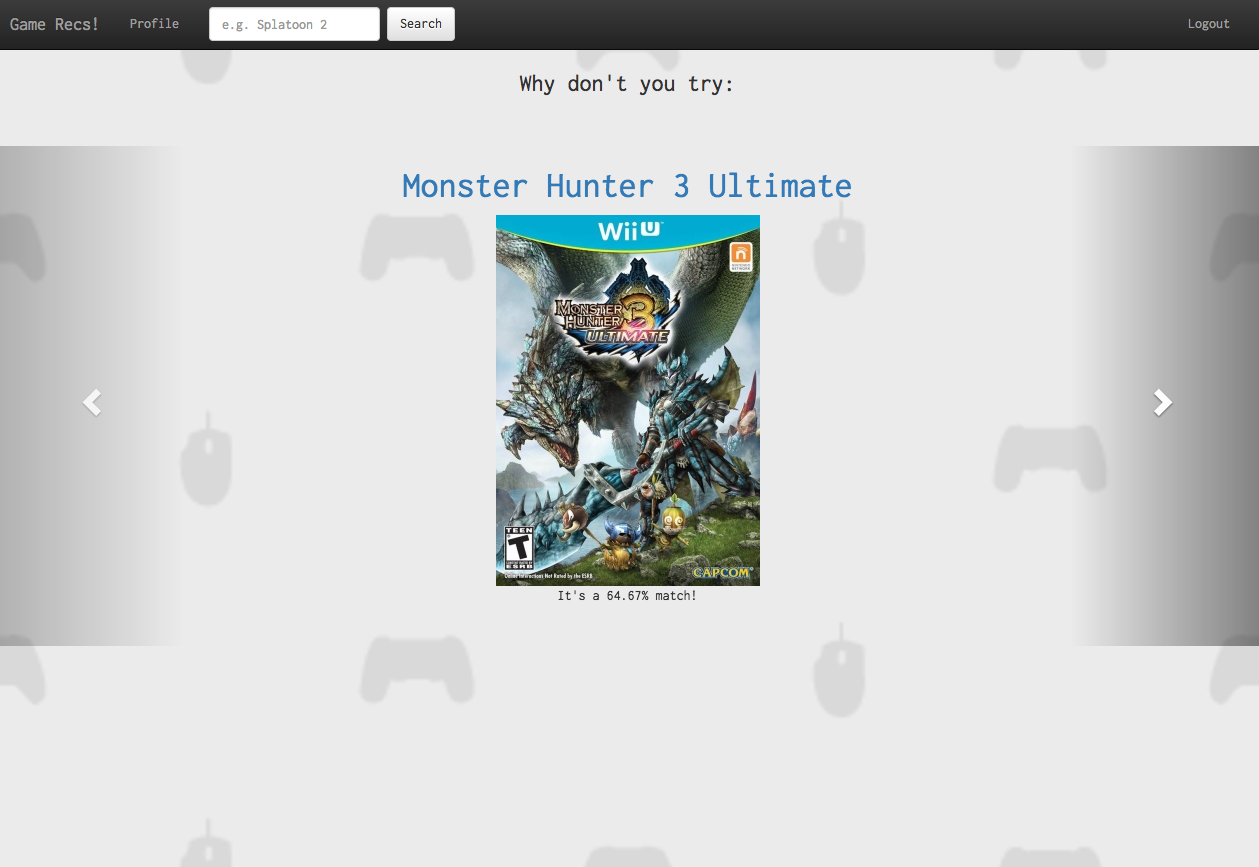 Game Recs!
Profile
e.g. Splatoon 2
Search
Logout
Why don't you try:
Monster Hunter 3 Ultimate
Wii U
MONSTER
HUNTER 3
ULTIMATE
TEEN
T
ESRB
Online Interactions Not Rated by the ESRB
CAPCOM
It's a 64.67% match!